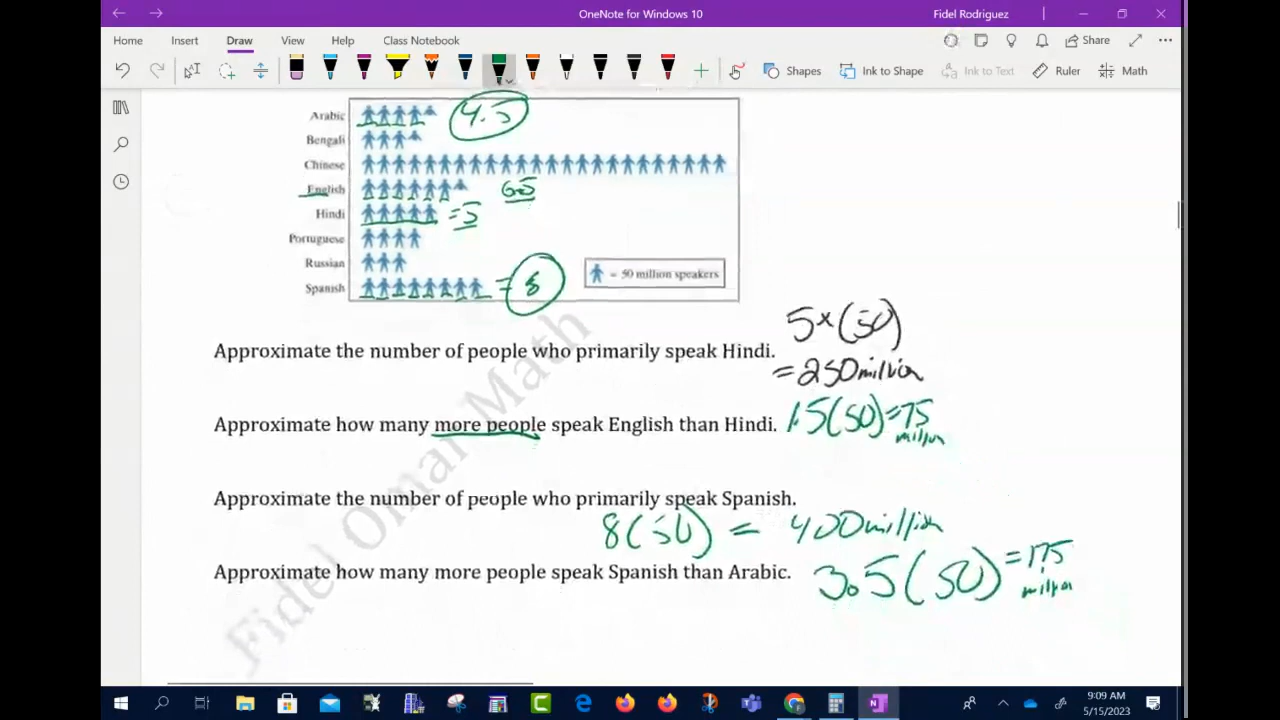 OneNote for Windows 10
Fidel Rodriguez
Home Insert Draw View Help Class Notebook
Share
Shapes Ink to Shape Ink to Text Ruler Math
Arabic 4.5
Bengali
Chinese
English 6.5
Hindi = 5
Portuguese
Russian
= 50 million speakers
Spanish = 8
5×(50)
Approximate the number of people who primarily speak Hindi.
= 250 million
Approximate how many more people speak English than Hindi. 1.5(50)=75
million
Approximate the number of people who primarily speak Spanish.
8(50) = 400 million
Approximate how many more people speak Spanish than Arabic. 3.5(50) = 175
million
Fidel Omar Math
9:09 AM
5/15/2023